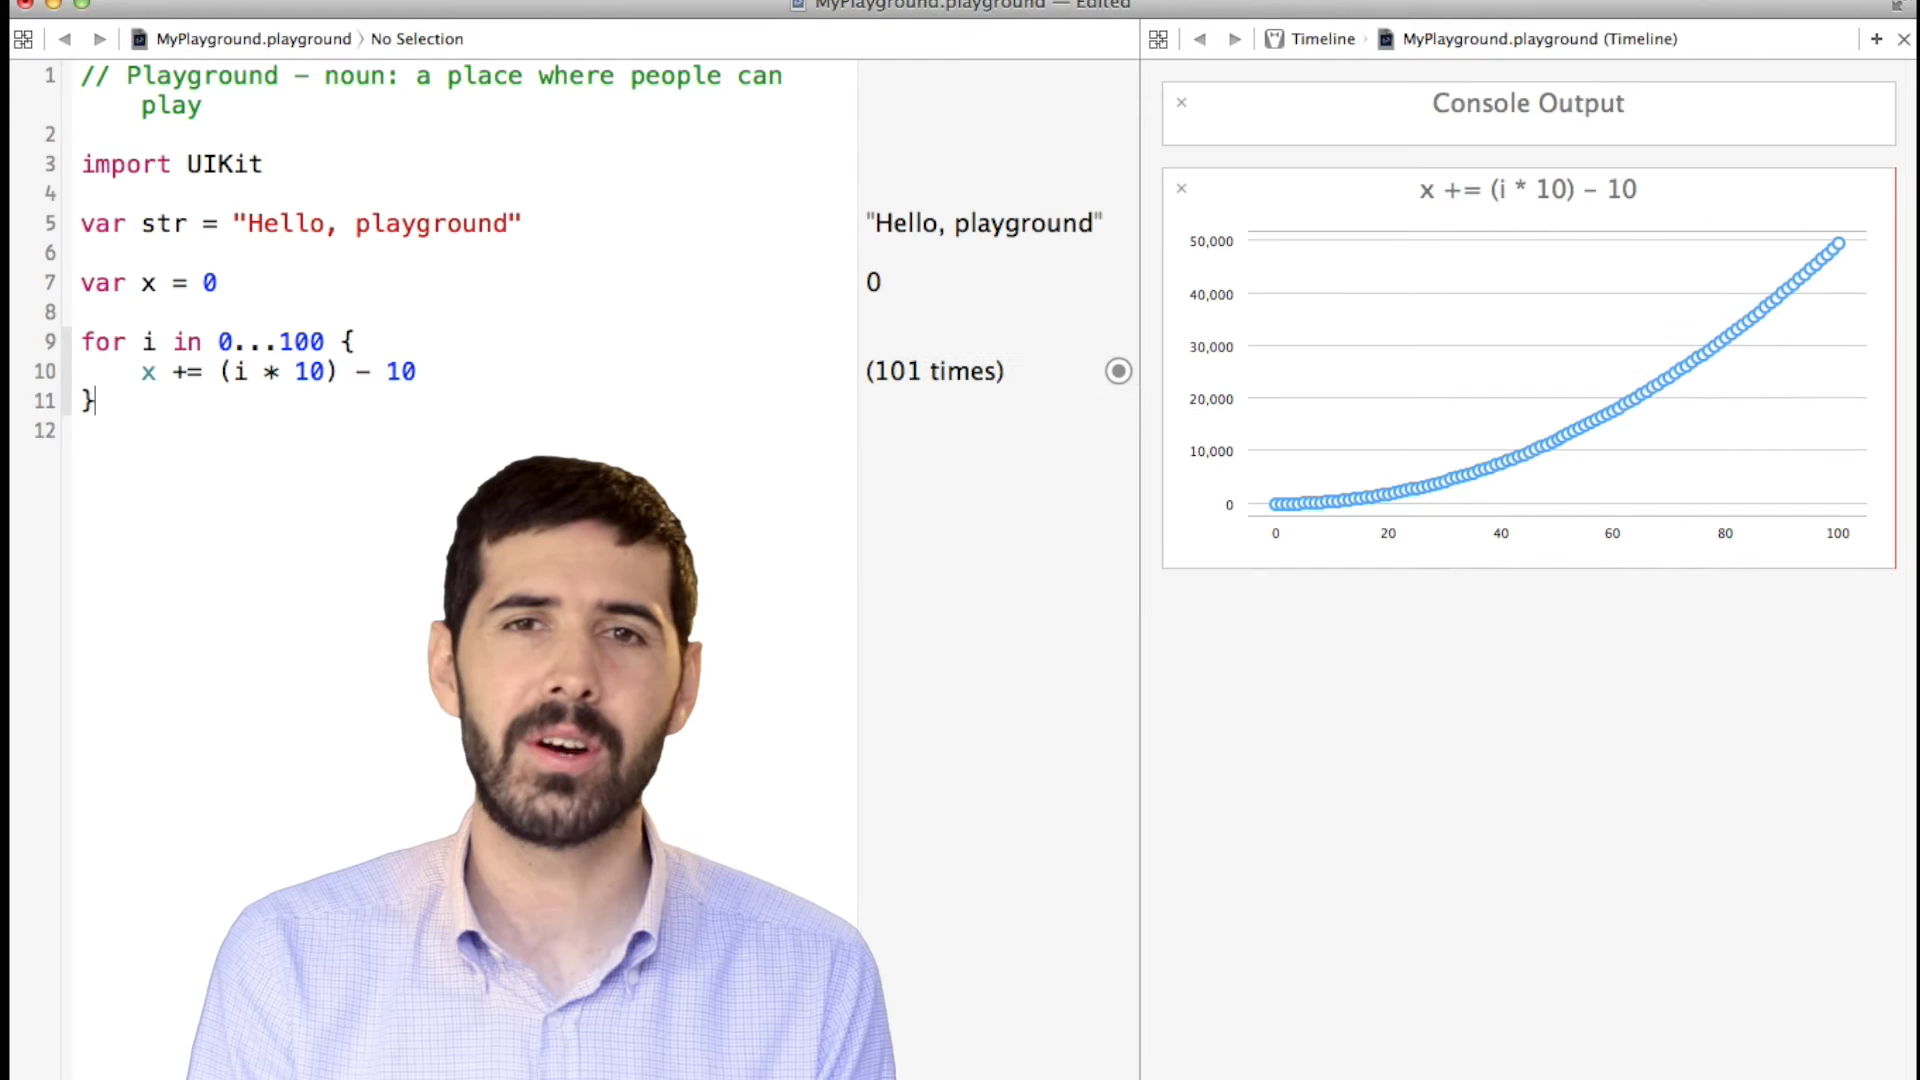 MyPlayground.playground — Edited
MyPlayground.playground 〉 No Selection
Timeline 〉 MyPlayground.playground (Timeline)
1 // Playground - noun: a place where people can
play
2
3 import UIKit
4
5 var str = "Hello, playground"
"Hello, playground"
6
7 var x = 0
0
8
9 for i in 0...100 {
10 x += (i * 10) - 10
(101 times)
11 }
12
Console Output
x += (i * 10) - 10
50,000
40,000
30,000
20,000
10,000
0
0 20 40 60 80 100